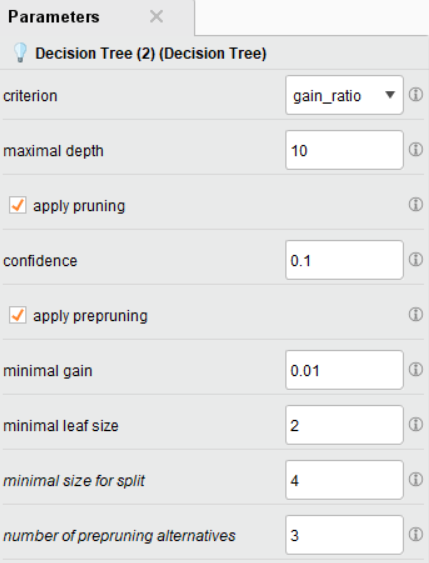 Parameters
Decision Tree (2) (Decision Tree)
criterion gain_ratio
maximal depth 10
apply pruning
confidence 0.1
apply prepruning
minimal gain 0.01
minimal leaf size 2
minimal size for split 4
number of prepruning alternatives 3